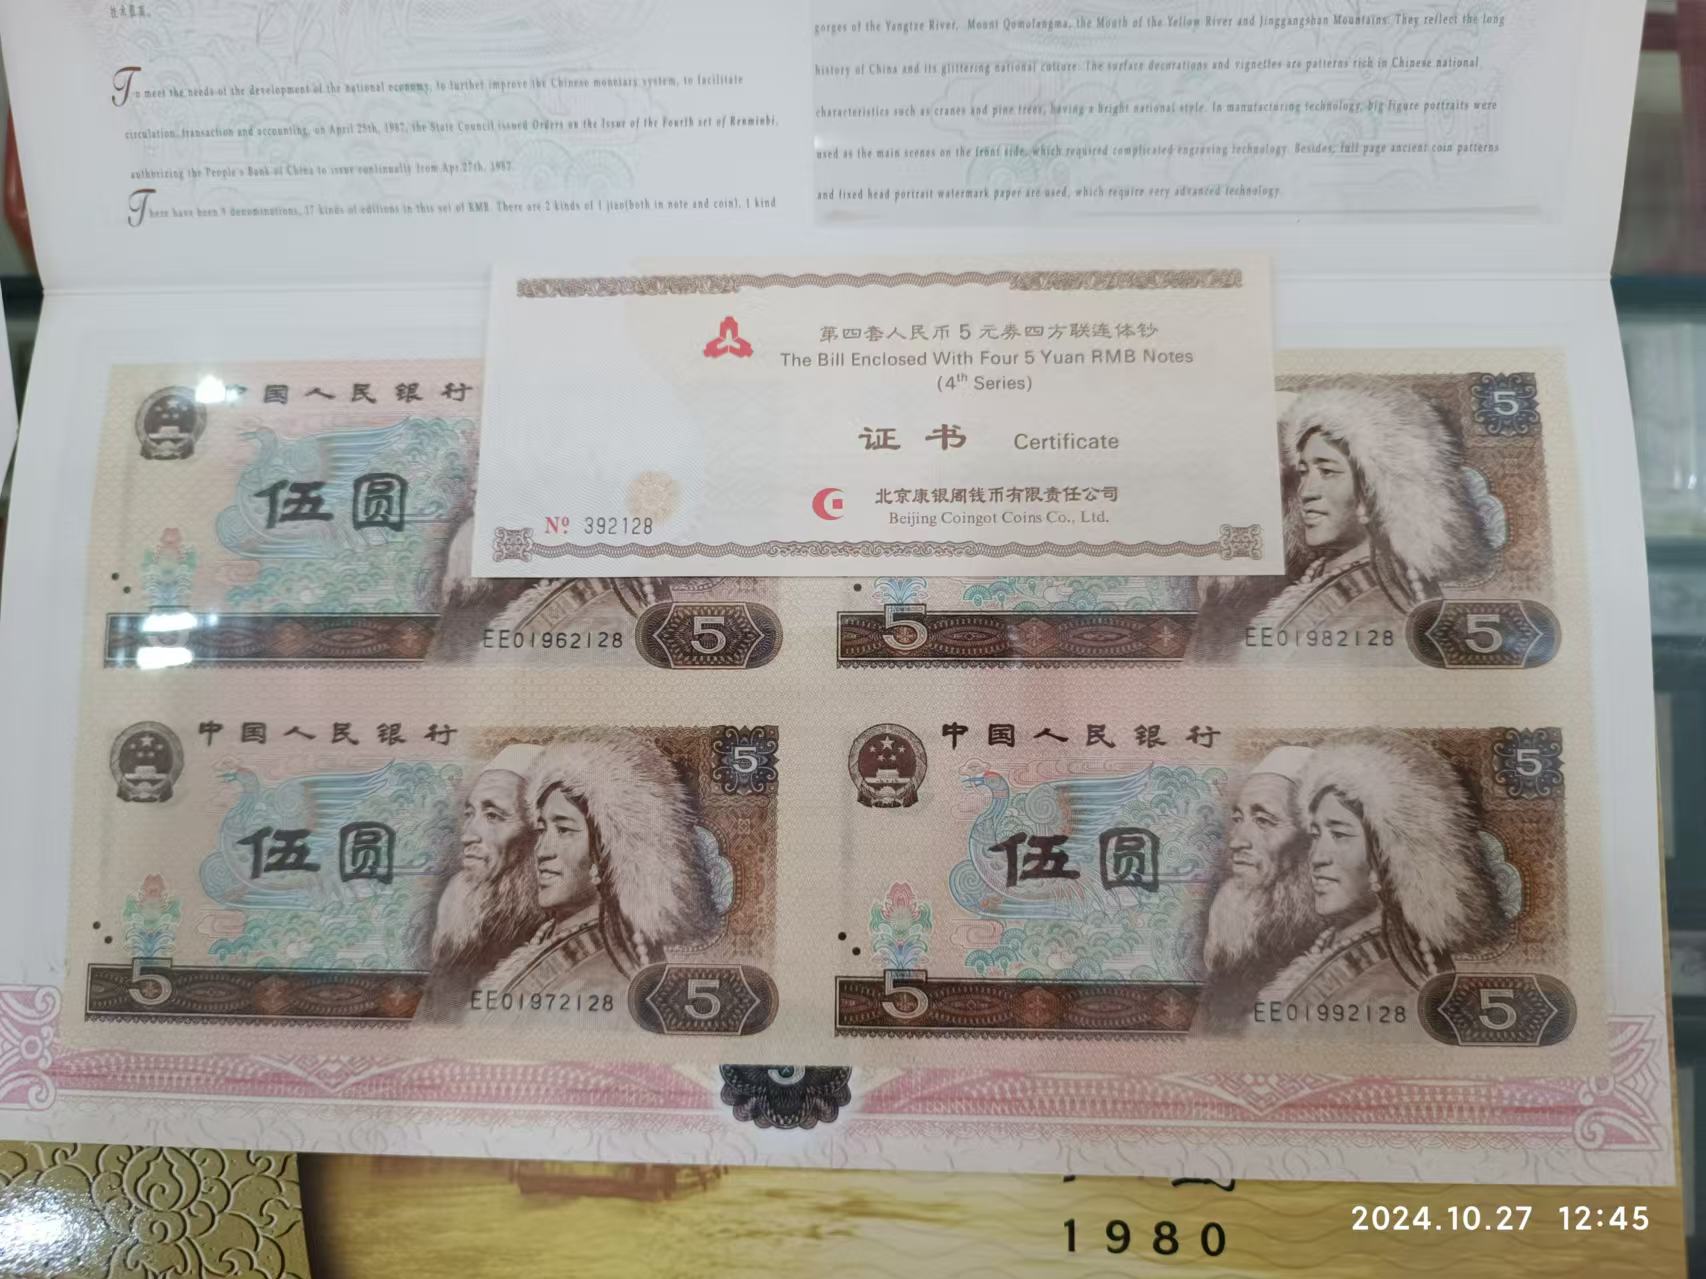 技术最高。
To meet the needs of the development of the national economy, to further improve the Chinese monetary system, to facilitate
circulation, transaction and accounting, on April 25th, 1987, the State Council issued Orders on the Issue of the Fourth set of Renminbi,
authorizing the People's Bank of China to issue continually from Apr.27th, 1987.
There have been 9 denominations, 17 kinds of editions in this set of RMB. There are 2 kinds of 1 jiao(both in note and coin), 1 kind
gorges of the Yangtze River, Mount Qomolangma, the Mouth of the Yellow River and Jinggangshan Mountains. They reflect the long
history of China and its glittering national culture. The surface decorations and vignettes are patterns rich in Chinese national
characteristics such as cranes and pine trees, having a bright national style. In manufacturing technology, big figure portraits were
used as the main scenes on the front side, which required complicated engraving technology. Besides, full page ancient coin patterns
and fixed head portrait watermark paper are used, which require very advanced technology.
第四套人民币5元券四方联连体钞
The Bill Enclosed With Four 5 Yuan RMB Notes
(4th Series)
证书 Certificate
北京康银阁钱币有限责任公司
Beijing Coingot Coins Co., Ltd.
Nº 392128
中国人民银行
伍圆
5
EE01962128
5
5
5
EE01982128
5
中国人民银行
5
伍圆
5
EE01972128
5
中国人民银行
5
伍圆
5
EE01992128
5
1980
2024.10.27 12:45